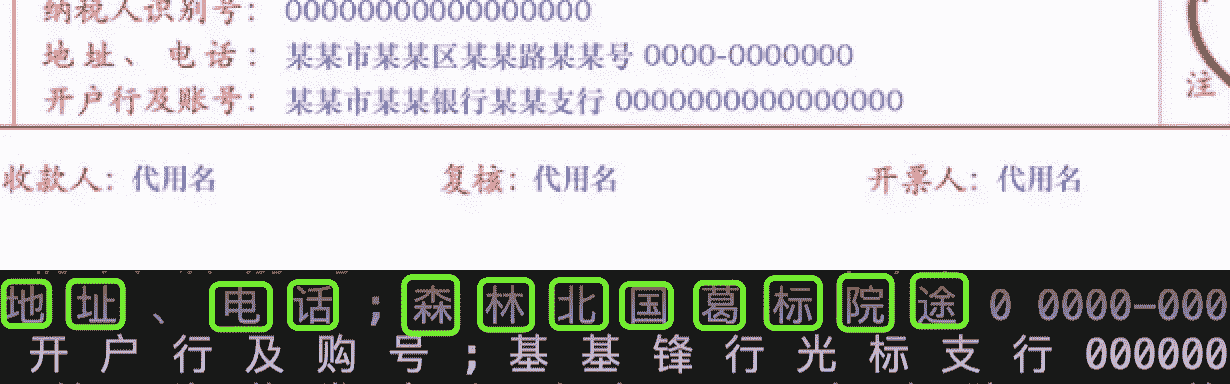 纳税人识别号： 00000000000000000000
地址、电话： 某某市某某区某某路某某号 0000-0000000
开户行及账号： 某某市某某银行某某支行 0000000000000000000
注
收款人：代用名 复核：代用名 开票人：代用名
地址、电话；森林北国葛标院途0 0000-000
开户行及购号；基基锋行光标支行 000000